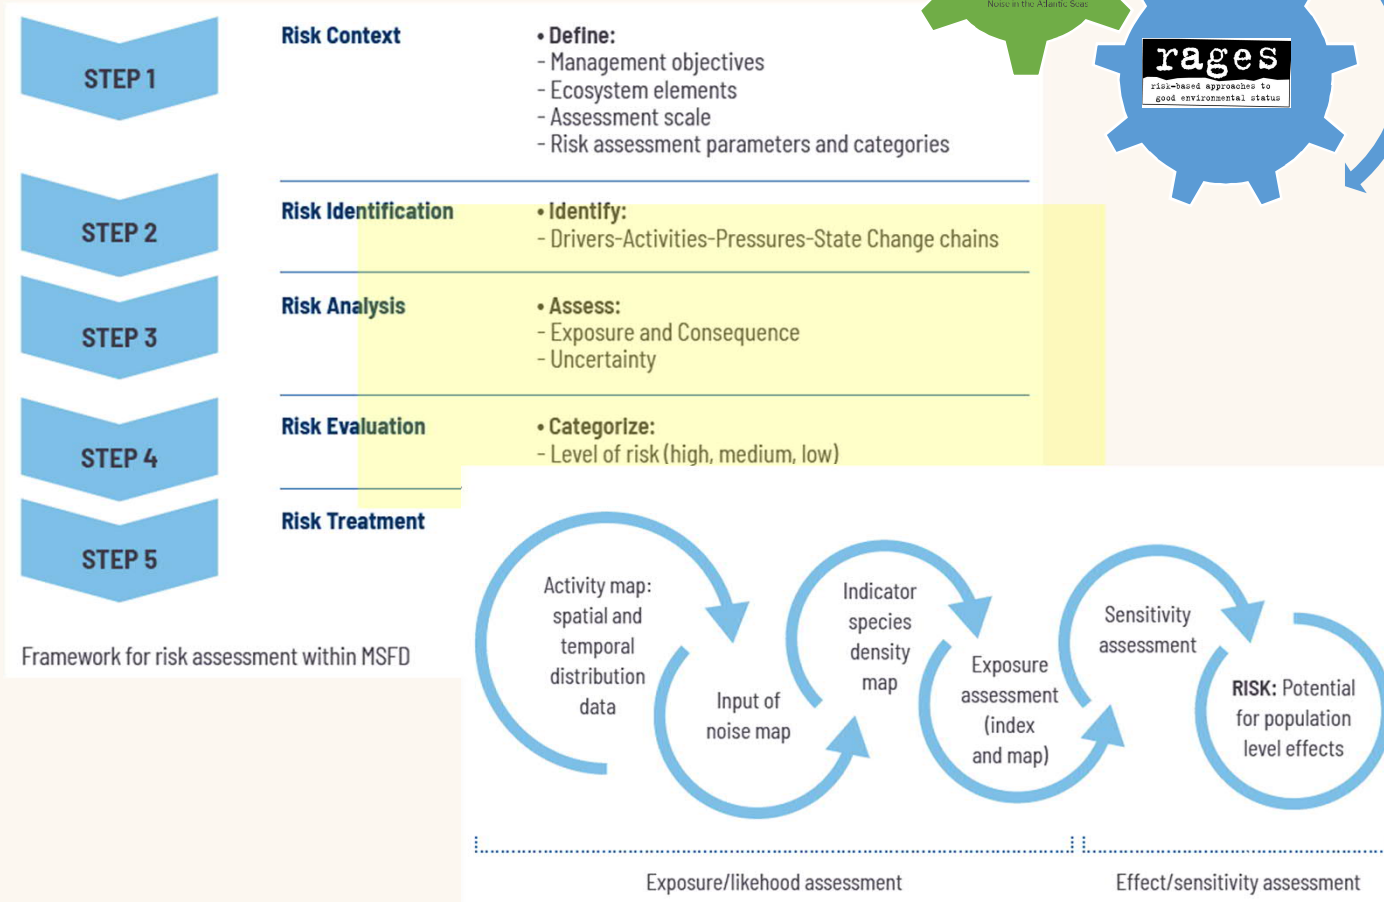 Noise in the Atlantic Seas
rages
risk-based approaches to
good environmental status
STEP 1
Risk Context
• Define:
- Management objectives
- Ecosystem elements
- Assessment scale
- Risk assessment parameters and categories
STEP 2
Risk Identification
• Identify:
- Drivers-Activities-Pressures-State Change chains
STEP 3
Risk Analysis
• Assess:
- Exposure and Consequence
- Uncertainty
STEP 4
Risk Evaluation
• Categorize:
- Level of risk (high, medium, low)
STEP 5
Risk Treatment
Framework for risk assessment within MSFD
Activity map:
spatial and
temporal
distribution
data
Input of
noise map
Indicator
species
density
map
Exposure
assessment
(index
and map)
Sensitivity
assessment
RISK: Potential
for population
level effects
Exposure/likehood assessment
Effect/sensitivity assessment